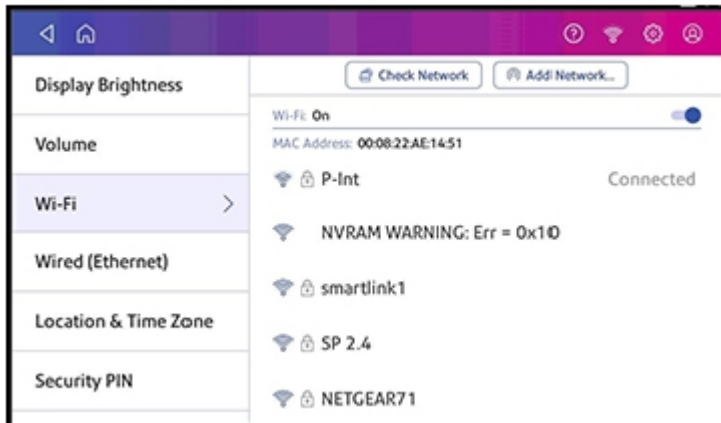 Check Network Add Network...
Display Brightness
Wi-Fi: On
Volume
MAC Address: 00:08:22:AE:14:51
P-Int Connected
Wi-Fi
NVRAM WARNING: Err = 0x10
Wired (Ethernet)
smartlink1
Location & Time Zone
SP 2.4
Security PIN
NETGEAR71